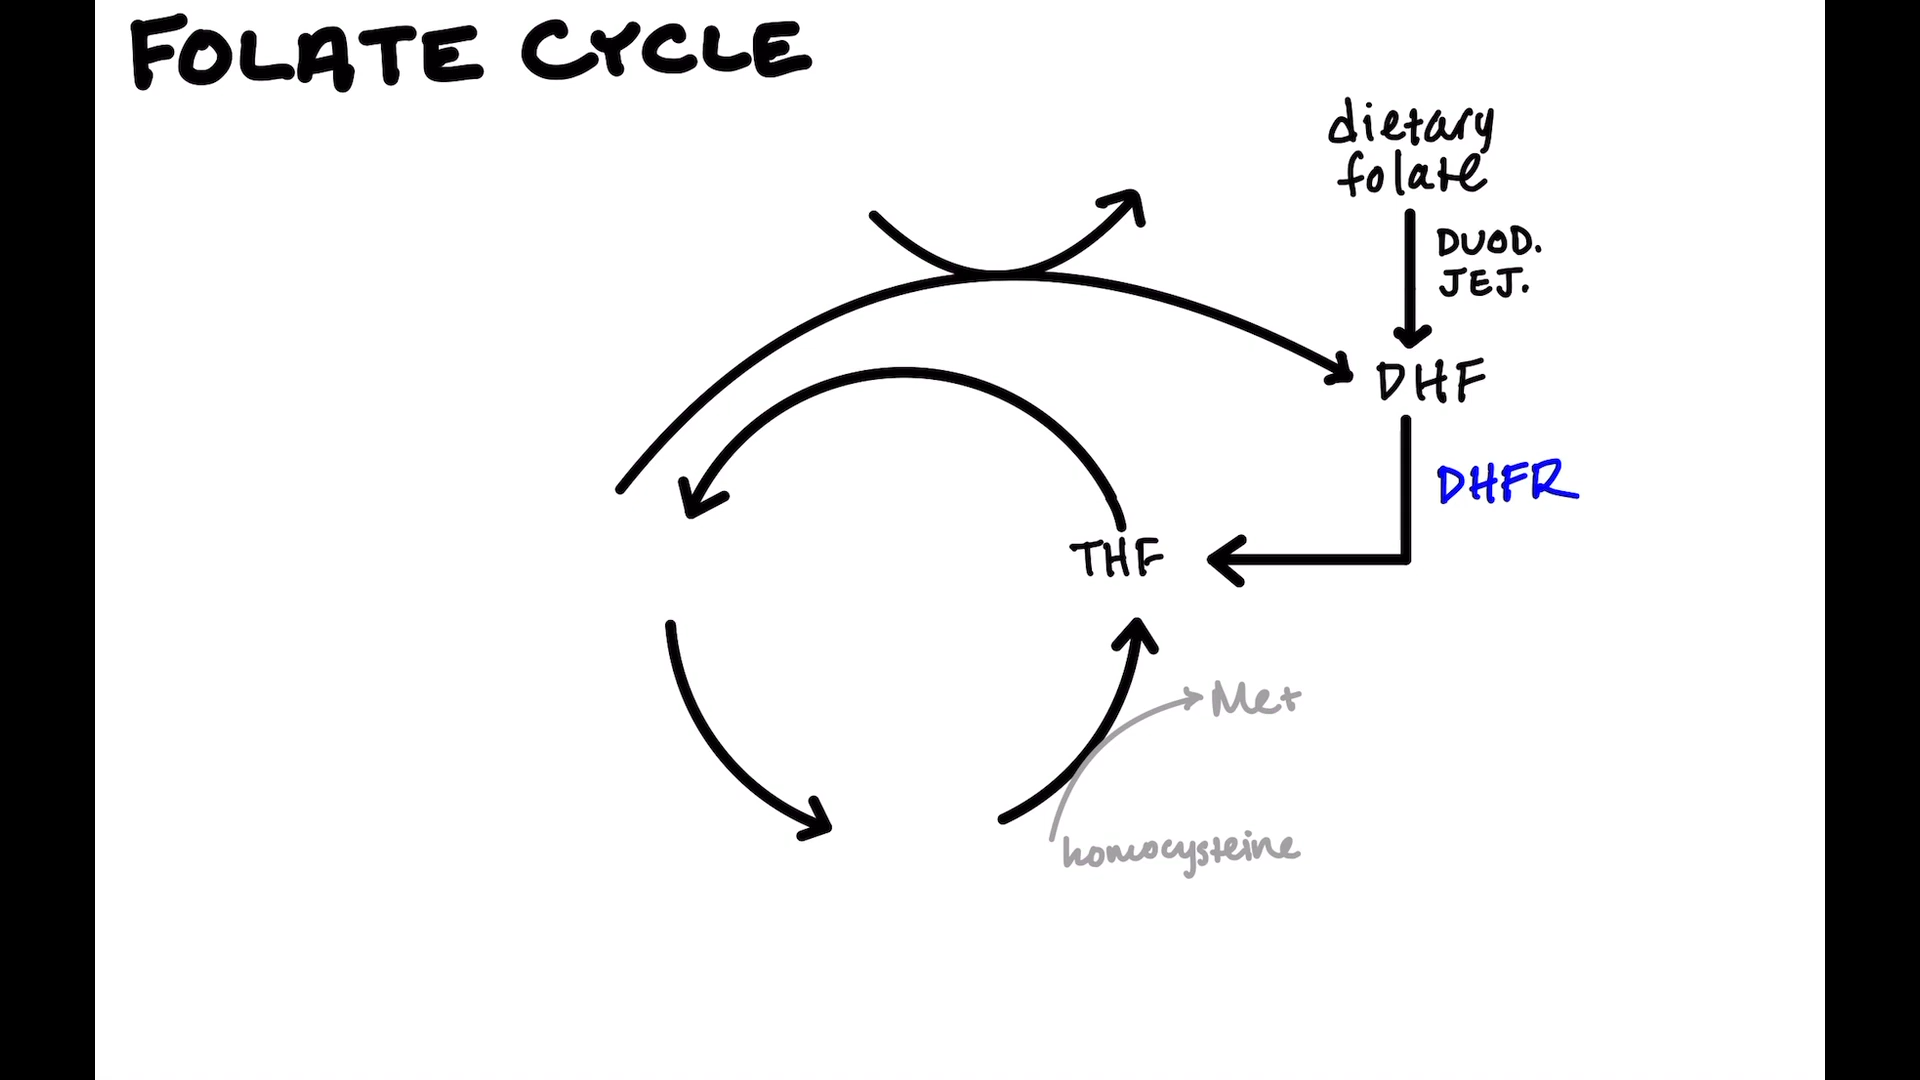 FOLATE CYCLE
dietary
folate
DUOD.
JEJ.
DHF
DHFR
THF
Met
homocysteine